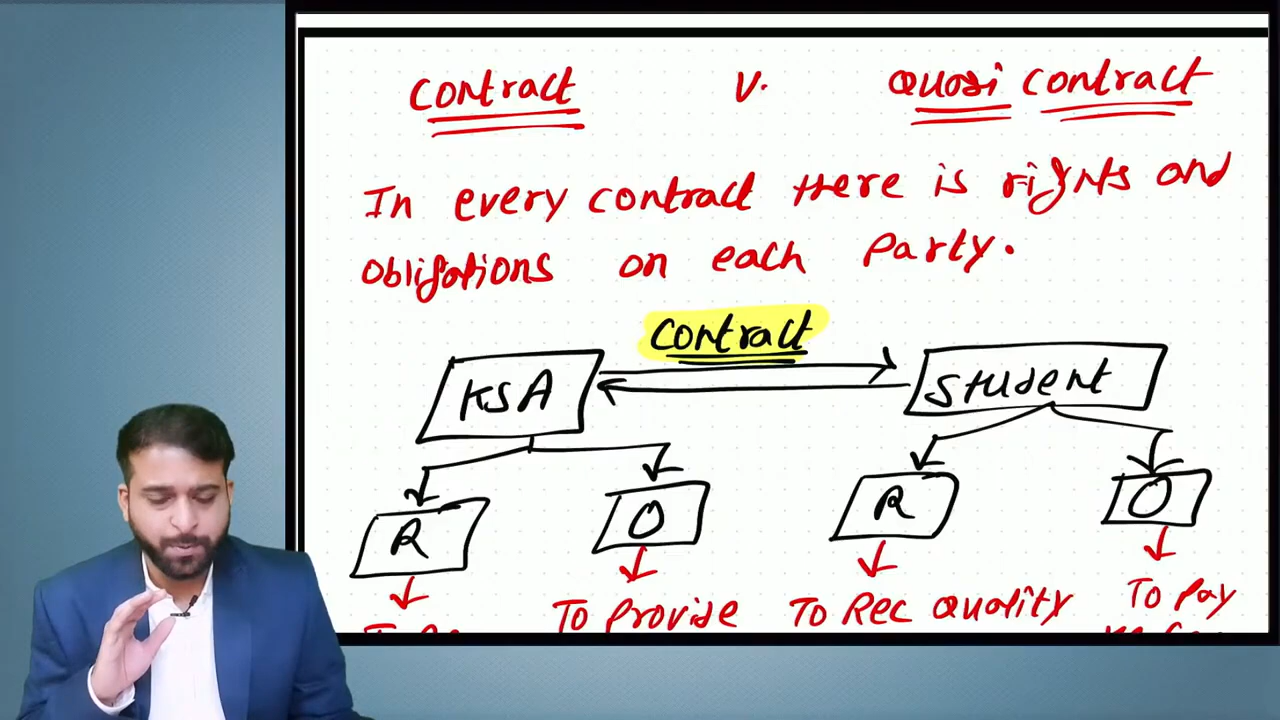 Contract V. Quasi Contract
In every contract there is rights and
Obligations on each Party.
Contract
KSA Student
R O R O
To Provide To Rec Quality To Pay